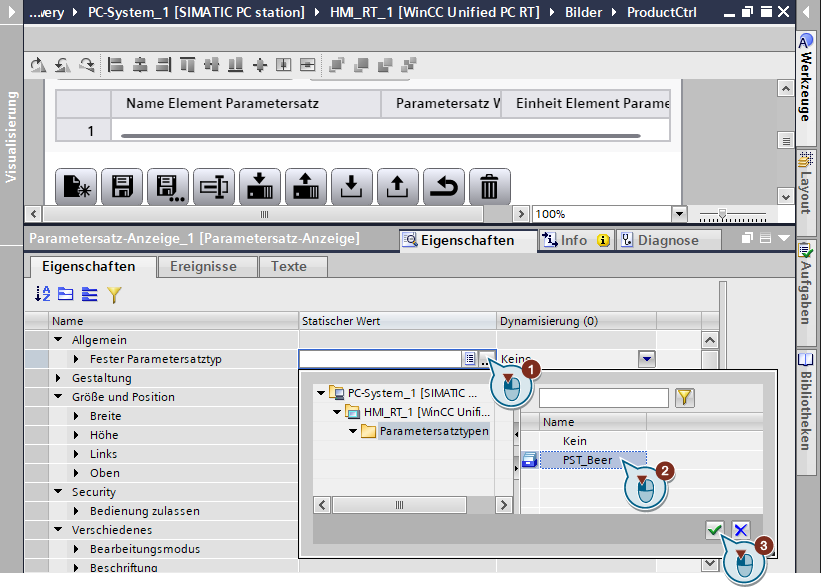 ...very ▸ PC-System_1 [SIMATIC PC station] ▸ HMI_RT_1 [WinCC Unified PC RT] ▸ Bilder ▸ ProductCtrl
Visualisierung
Name Element Parametersatz Parametersatz W Einheit Element Parame
1
100%
Parametersatz-Anzeige_1 [Parametersatz-Anzeige]
Eigenschaften Info Diagnose
Eigenschaften Ereignisse Texte
Name Statischer Wert Dynamisierung (0)
Allgemein
Fester Parametersatztyp ... Keine
1
Gestaltung
Größe und Position
Breite
Höhe
Links
Oben
Security
Bedienung zulassen
Verschiedenes
Bearbeitungsmodus
Beschriftung
PC-System_1 [SIMATIC ...
HMI_RT_1 [WinCC Unifi...
Parametersatztypen
Name
Kein
PST_Beer
2
3
Werkzeuge
Layout
Aufgaben
Bibliotheken